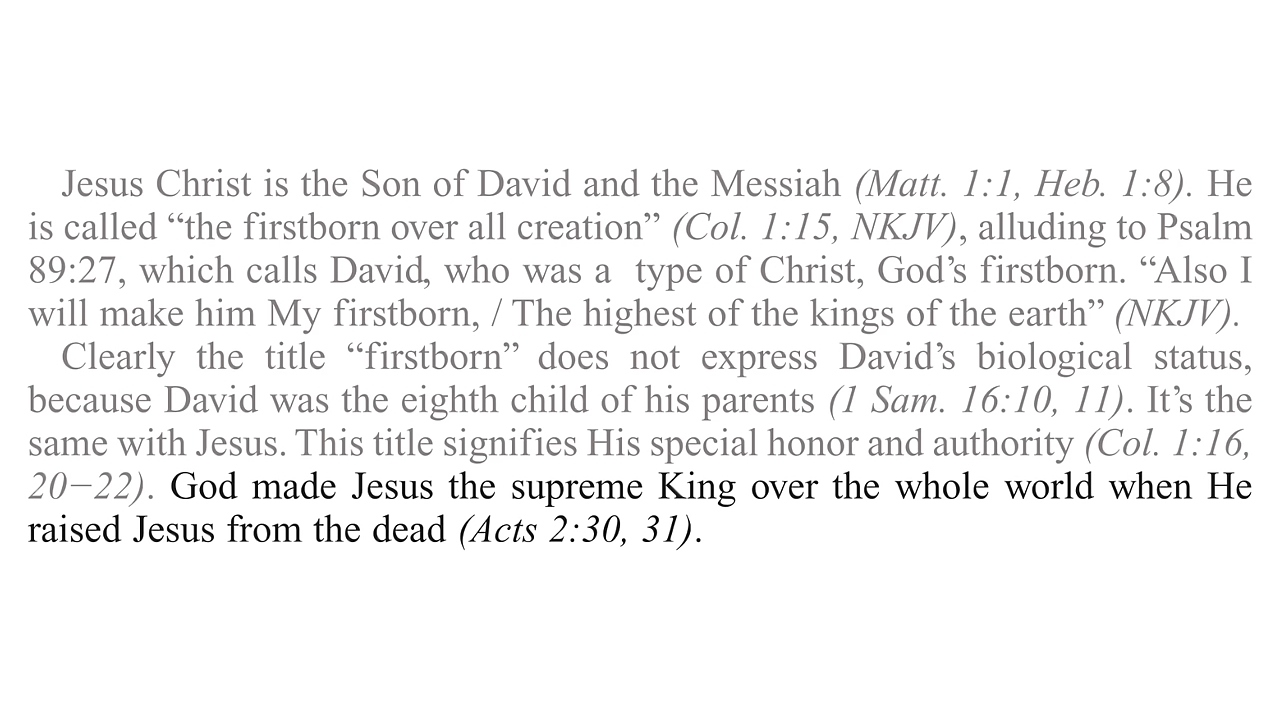 Jesus Christ is the Son of David and the Messiah (Matt. 1:1, Heb. 1:8). He
is called “the firstborn over all creation” (Col. 1:15, NKJV), alluding to Psalm
89:27, which calls David, who was a  type of Christ, God’s firstborn. “Also I
will make him My firstborn, / The highest of the kings of the earth” (NKJV).
Clearly the title “firstborn” does not express David’s biological status,
because David was the eighth child of his parents (1 Sam. 16:10, 11). It’s the
same with Jesus. This title signifies His special honor and authority (Col. 1:16,
20−22). God made Jesus the supreme King over the whole world when He
raised Jesus from the dead (Acts 2:30, 31).